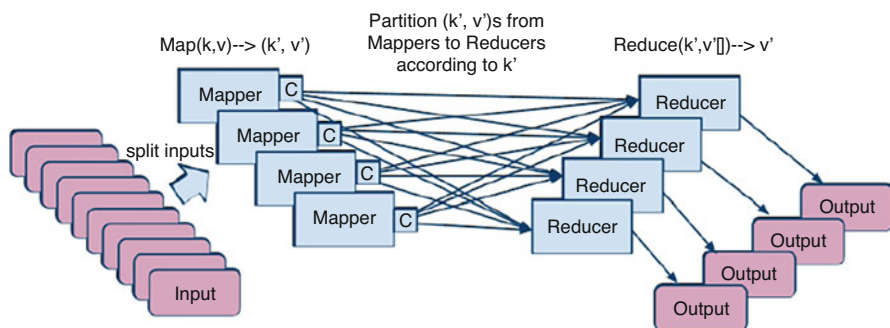 Partition (k’, v’)s from
Mappers to Reducers
according to k’
Map(k,v)--> (k’, v’)
Reduce(k’,v’[])--> v’
Mapper
C
Mapper
C
Mapper
C
Mapper
C
split inputs
Input
Reducer
Reducer
Reducer
Reducer
Output
Output
Output
Output